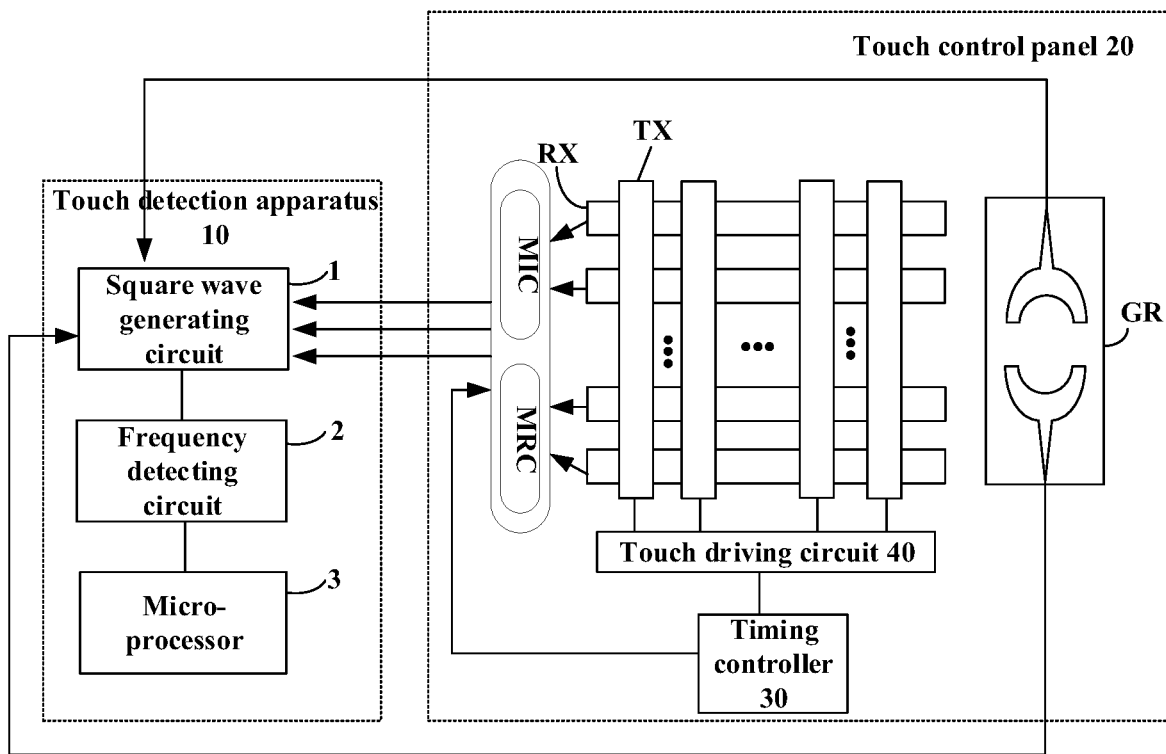 Touch control panel 20
TX
RX
Touch detection apparatus
10
1
Square wave
generating
circuit
MIC
GR
2
Frequency
detecting
circuit
MRC
Touch driving circuit 40
3
Micro-
processor
Timing
controller
30